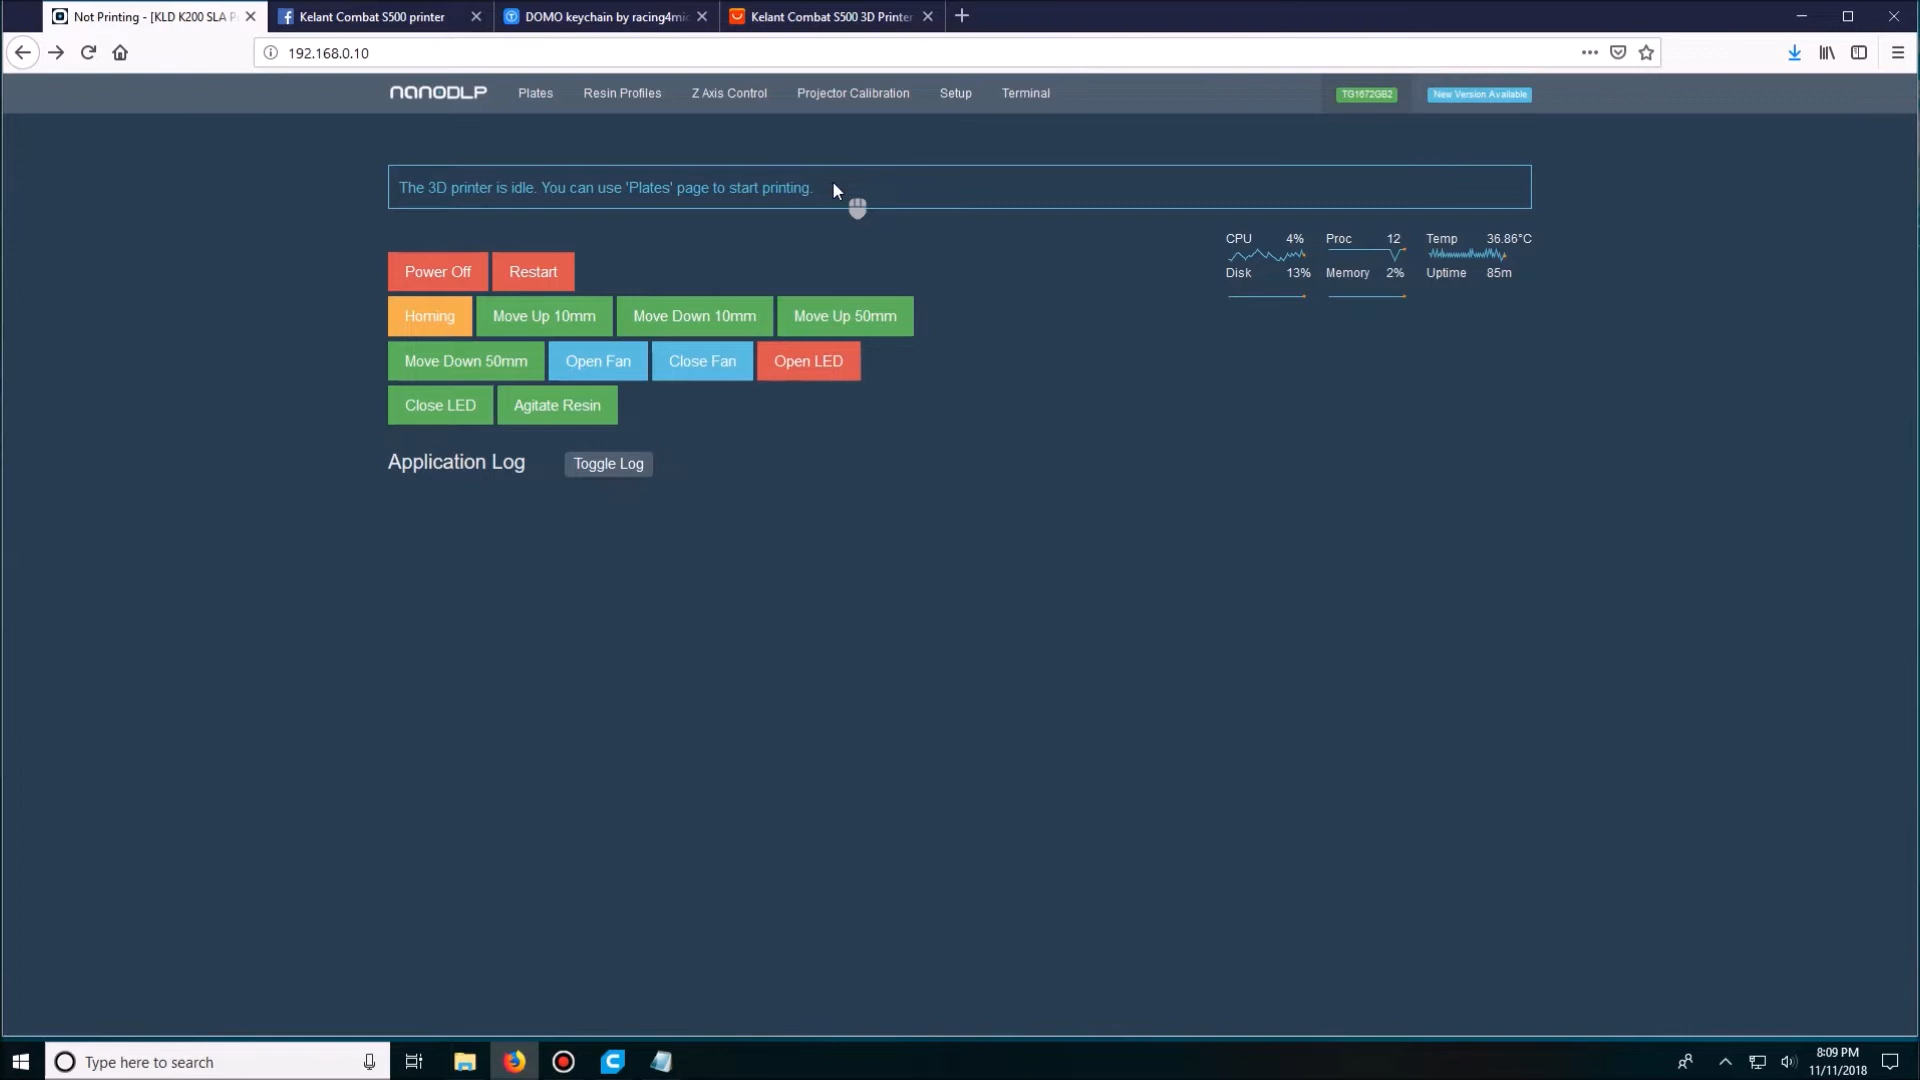 Not Printing - [KLD K200 SLA P
Kelant Combat S500 printer
DOMO keychain by racing4mic
Kelant Combat S500 3D Printer
192.168.0.10
nanoDLP
Plates
Resin Profiles
Z Axis Control
Projector Calibration
Setup
Terminal
TG1672GB2
New Version Available
The 3D printer is idle. You can use 'Plates' page to start printing.
CPU 4%
Proc 12
Temp 36.86°C
Disk 13%
Memory 2%
Uptime 85m
Power Off
Restart
Homing
Move Up 10mm
Move Down 10mm
Move Up 50mm
Move Down 50mm
Open Fan
Close Fan
Open LED
Close LED
Agitate Resin
Application Log
Toggle Log
Type here to search
8:09 PM
11/11/2018